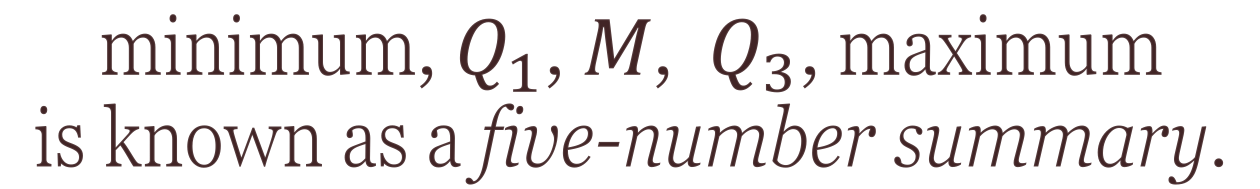 minimum, Q₁, M, Q₃, maximum
is known as a five-number summary.